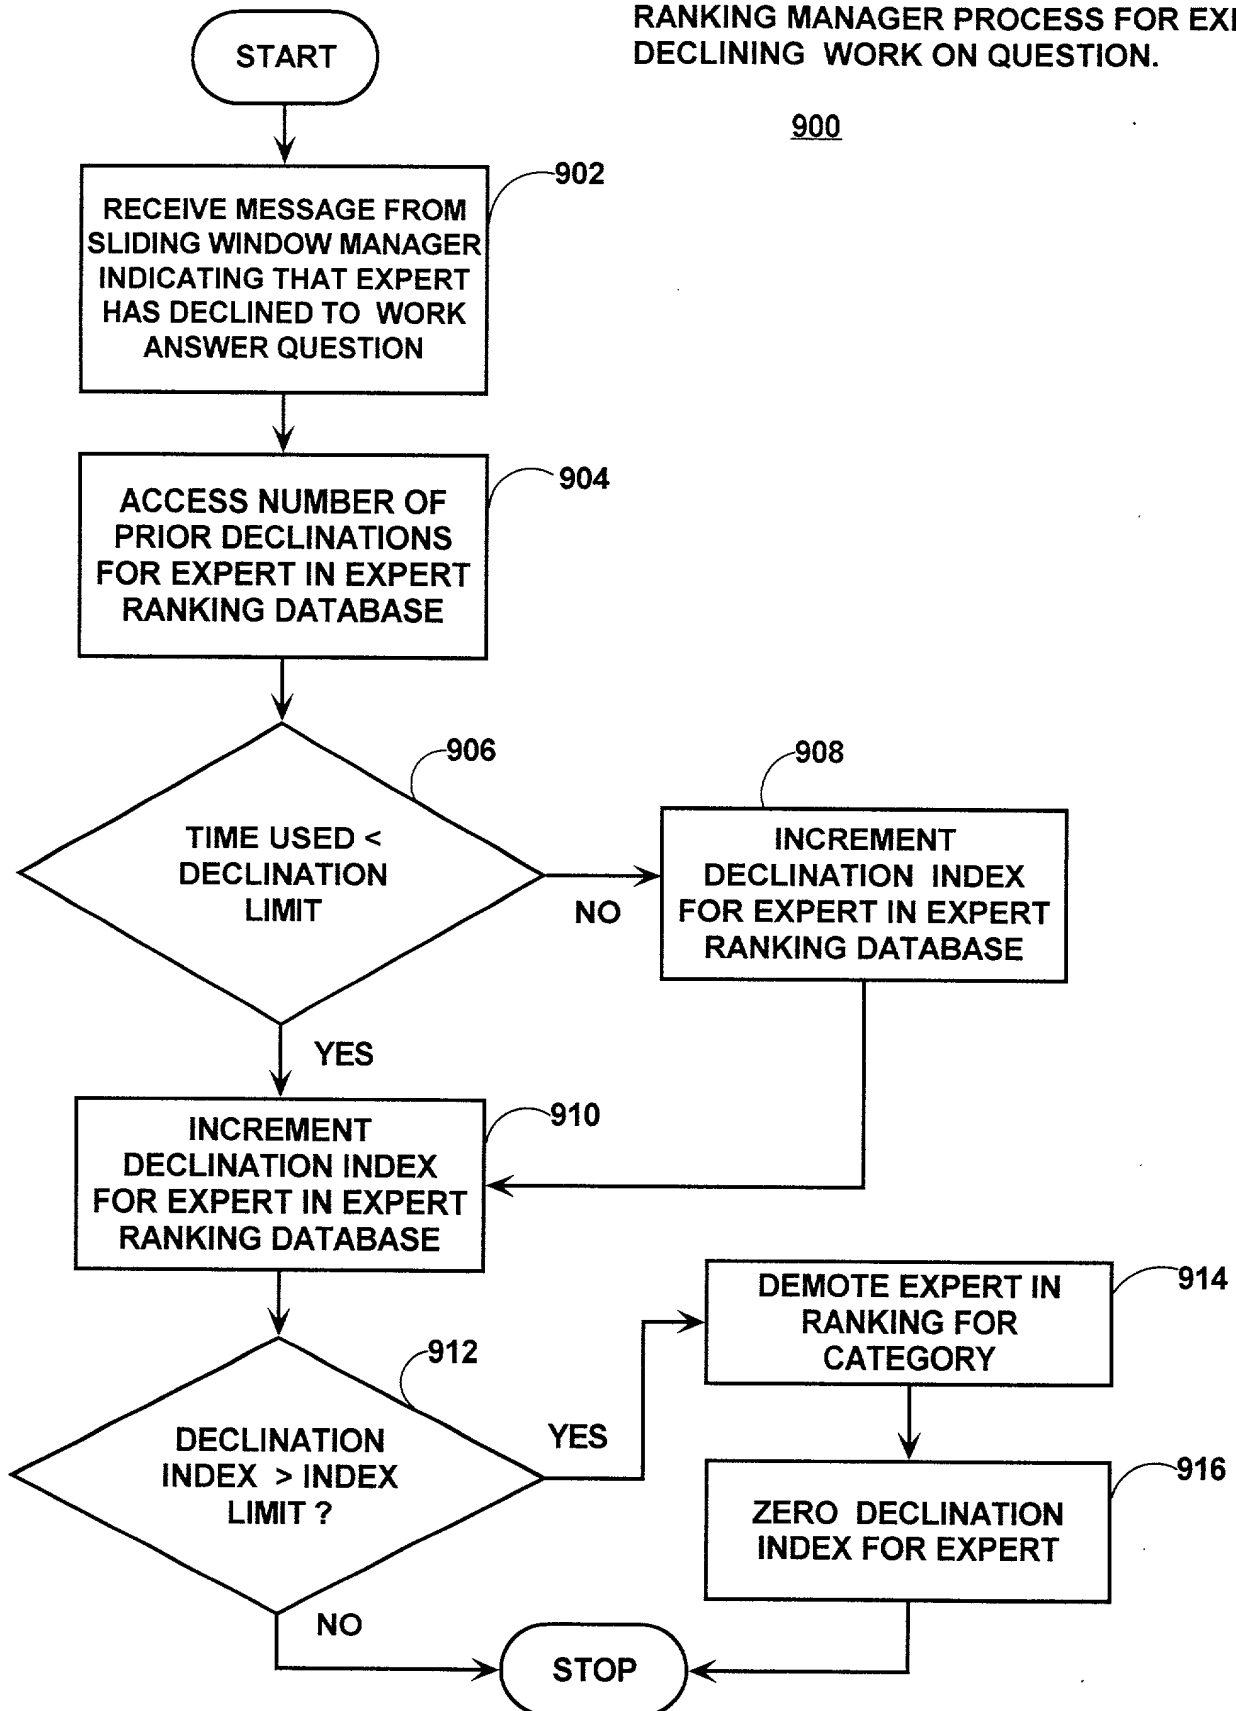 RANKING MANAGER PROCESS FOR
DECLINING WORK ON QUESTION.
900
START
902
RECEIVE MESSAGE FROM
SLIDING WINDOW MANAGER
INDICATING THAT EXPERT
HAS DECLINED TO WORK
ANSWER QUESTION
904
ACCESS NUMBER OF
PRIOR DECLINATIONS
FOR EXPERT IN EXPERT
RANKING DATABASE
906
TIME USED <
DECLINATION
LIMIT
NO
908
INCREMENT
DECLINATION INDEX
FOR EXPERT IN EXPERT
RANKING DATABASE
YES
910
INCREMENT
DECLINATION INDEX
FOR EXPERT IN EXPERT
RANKING DATABASE
912
DECLINATION
INDEX > INDEX
LIMIT ?
YES
914
DEMOTE EXPERT IN
RANKING FOR
CATEGORY
916
ZERO DECLINATION
INDEX FOR EXPERT
NO
STOP